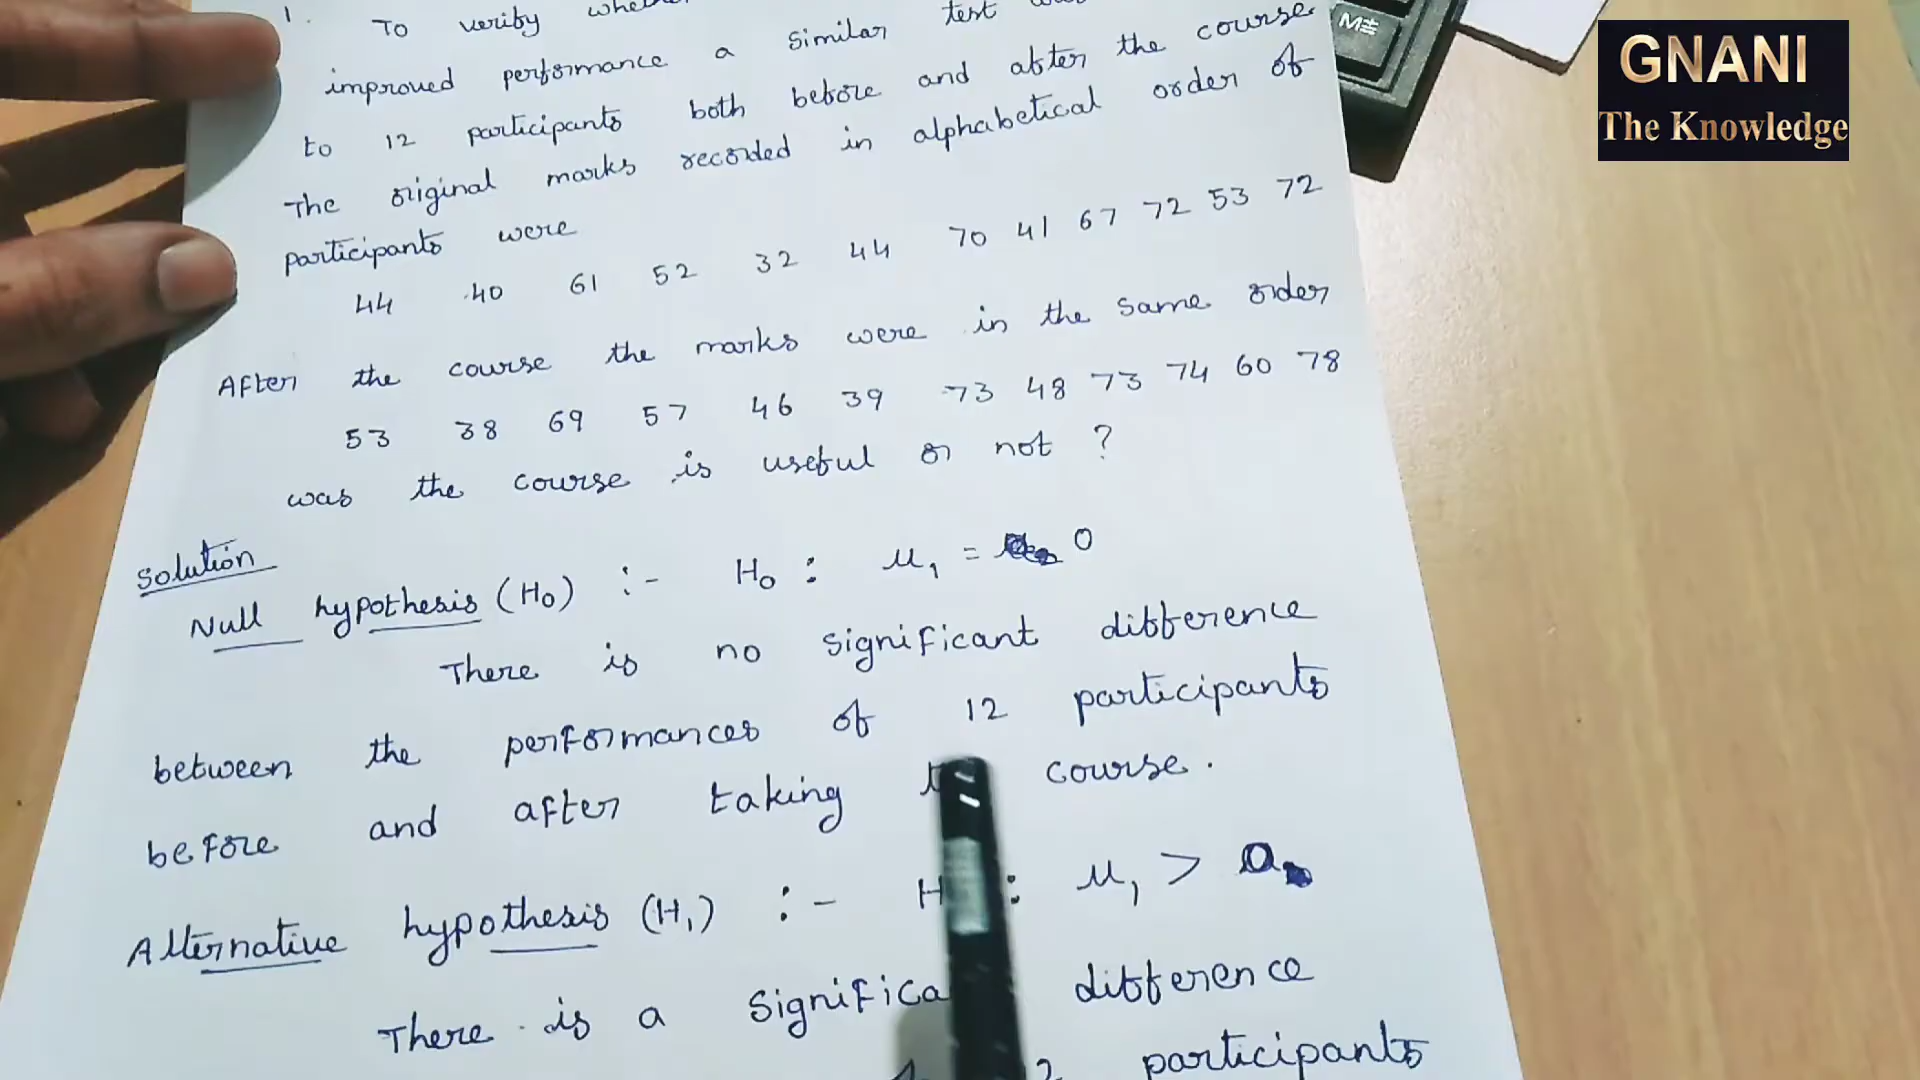 1. To verify
improved performance a similar test
to 12 participants both before and after the course.
The original marks recorded in alphabetical order of
participants were
44 40 61 52 32 44 70 41 67 72 53 72
After the course the marks were in the same order
53 38 69 57 46 39 73 48 73 74 60 78
was the course is useful or not ?
Solution
Null hypothesis (H0) :- H0 : μ1 = 0
There is no significant difference
between the performances of 12 participants
before and after taking course.
Alternative hypothesis (H1) :- H : μ1 > 0
There is a significa difference
participants
GNANI
The Knowledge
M±